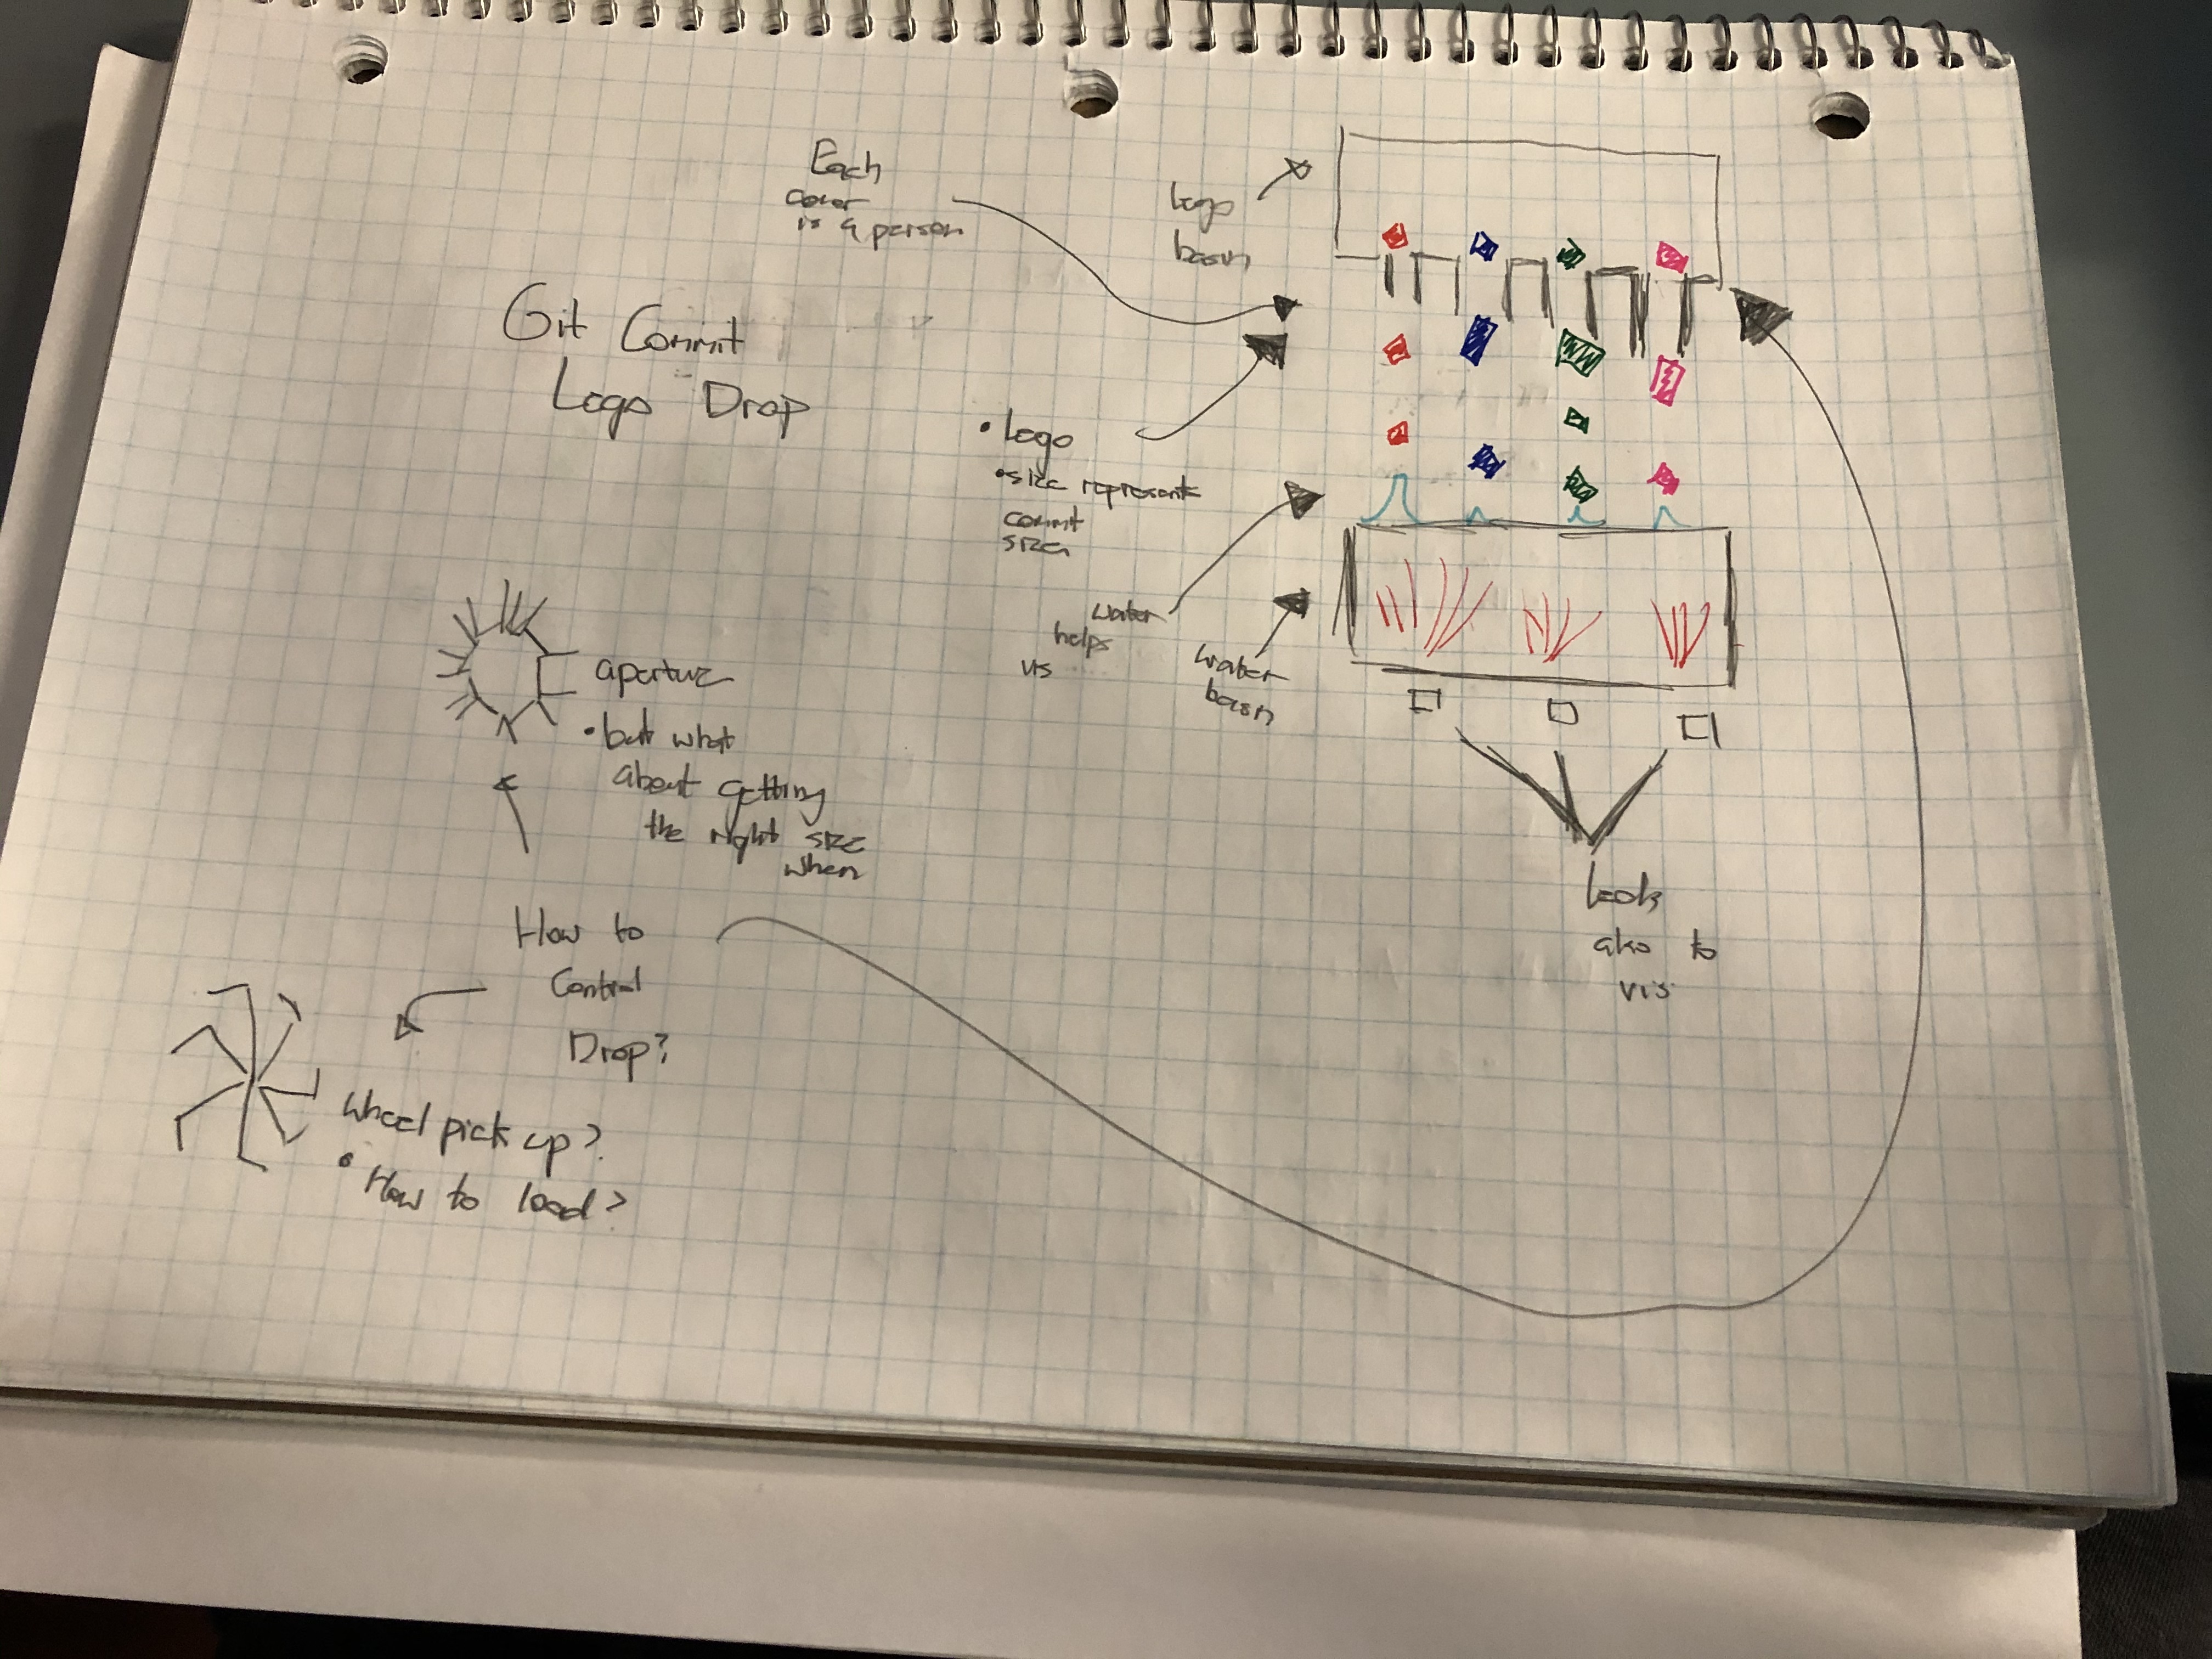 Each
color
is a person
Lego
basin
Git Commit
Lego Drop
• Lego
• size represents
commit
size
water
helps
vis
water
basin
aperture
• but what
about getting
the right size
when
How to
Control
Drop?
Wheel pick up?
• How to load?
also to
vis